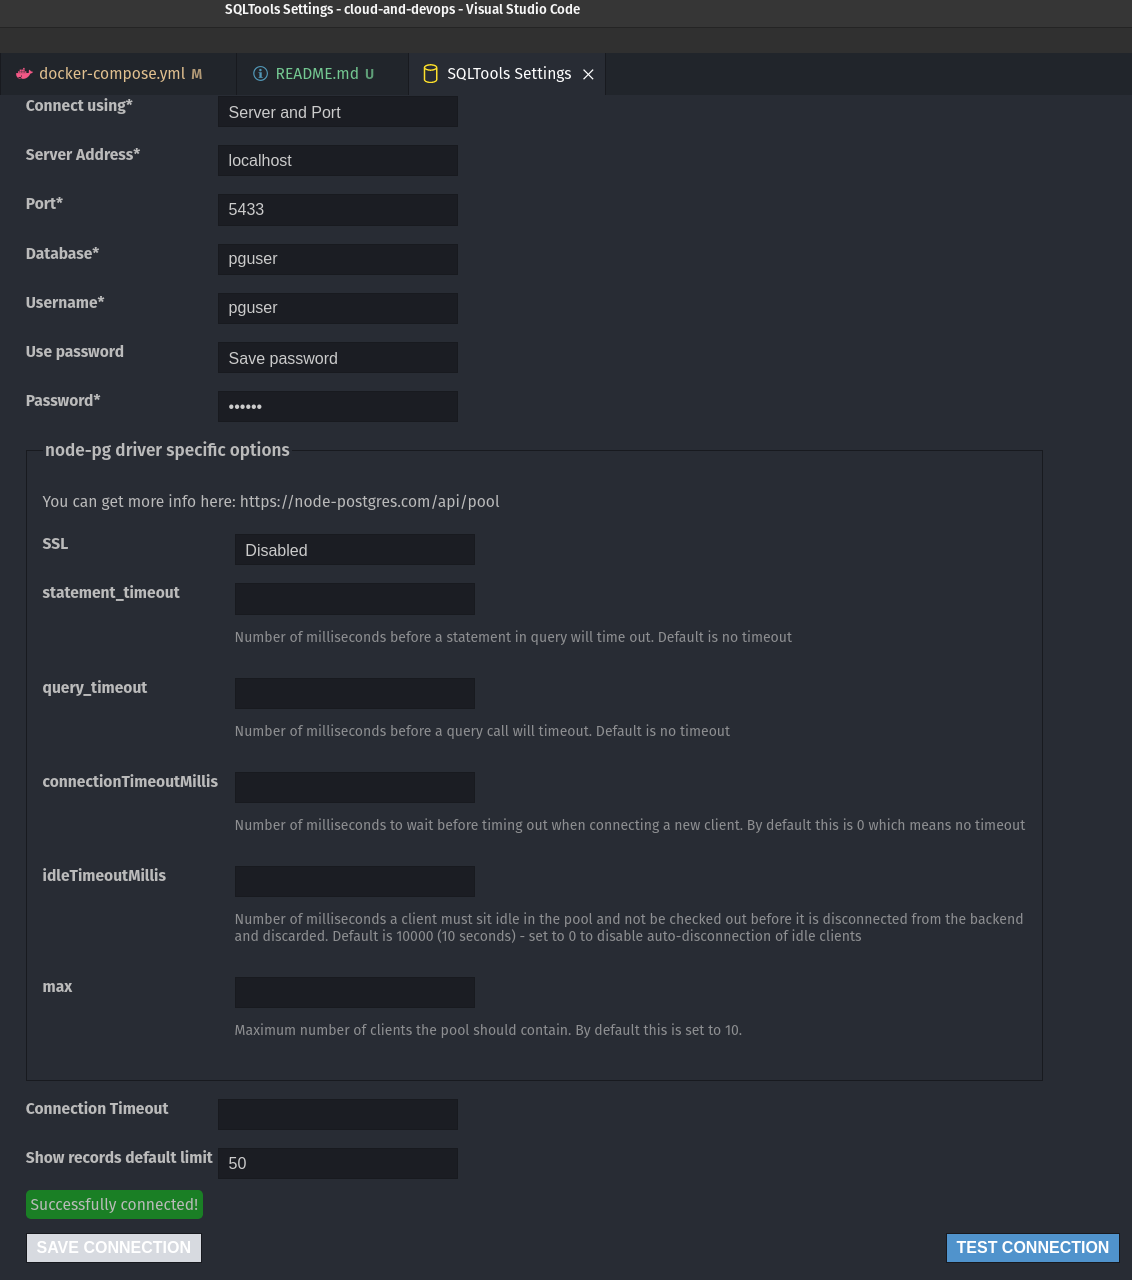 SQLTools Settings - cloud-and-devops - Visual Studio Code
docker-compose.yml M
README.md U
SQLTools Settings
Connect using* Server and Port
Server Address* localhost
Port* 5433
Database* pguser
Username* pguser
Use password Save password
Password* ••••••
node-pg driver specific options
You can get more info here: https://node-postgres.com/api/pool
SSL Disabled
statement_timeout
Number of milliseconds before a statement in query will time out. Default is no timeout
query_timeout
Number of milliseconds before a query call will timeout. Default is no timeout
connectionTimeoutMillis
Number of milliseconds to wait before timing out when connecting a new client. By default this is 0 which means no timeout
idleTimeoutMillis
Number of milliseconds a client must sit idle in the pool and not be checked out before it is disconnected from the backend
and discarded. Default is 10000 (10 seconds) - set to 0 to disable auto-disconnection of idle clients
max
Maximum number of clients the pool should contain. By default this is set to 10.
Connection Timeout
Show records default limit 50
Successfully connected!
SAVE CONNECTION TEST CONNECTION